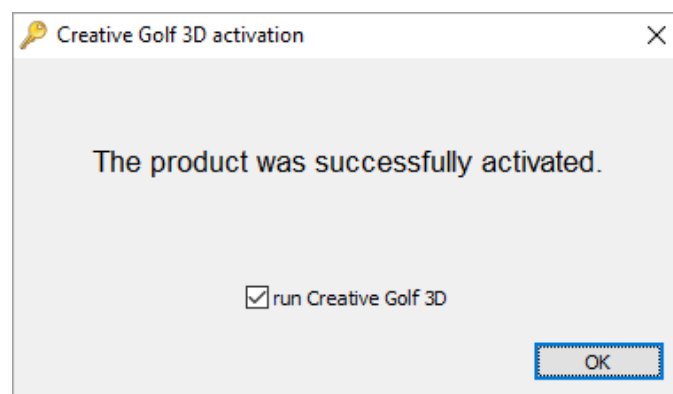 Creative Golf 3D activation
The product was successfully activated.
run Creative Golf 3D
OK